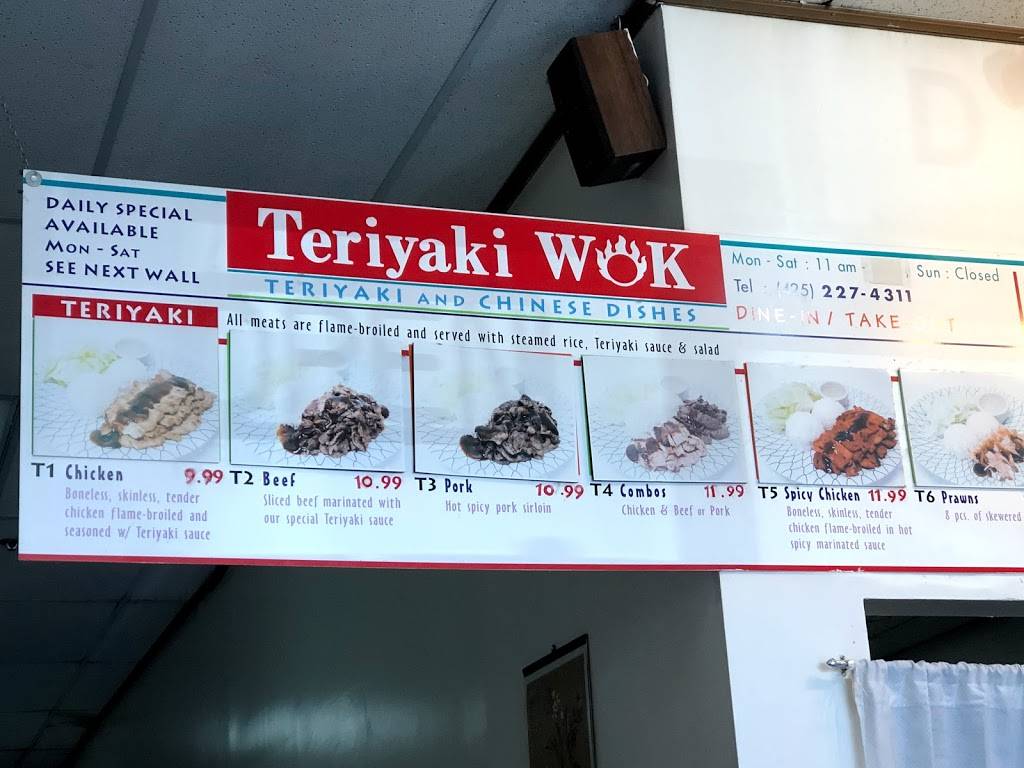 DAILY SPECIAL
AVAILABLE
MON - SAT
SEE NEXT WALL
Teriyaki WOK
TERIYAKI AND CHINESE DISHES
Mon - Sat : 11 am - , Sun : Closed
Tel : (425) 227-4311
DINE-IN / TAKE OUT
TERIYAKI
All meats are flame-broiled and served with steamed rice, Teriyaki sauce & salad
T1 Chicken 9.99
Boneless, skinless, tender
chicken flame-broiled and
seasoned w/ Teriyaki sauce
T2 Beef 10.99
Sliced beef marinated with
our special Teriyaki sauce
T3 Pork 10.99
Hot spicy pork sirloin
T4 Combos 11.99
Chicken & Beef or Pork
T5 Spicy Chicken 11.99
Boneless, skinless, tender
chicken flame-broiled in hot
spicy marinated sauce
T6 Prawns
8 pcs. of skewered